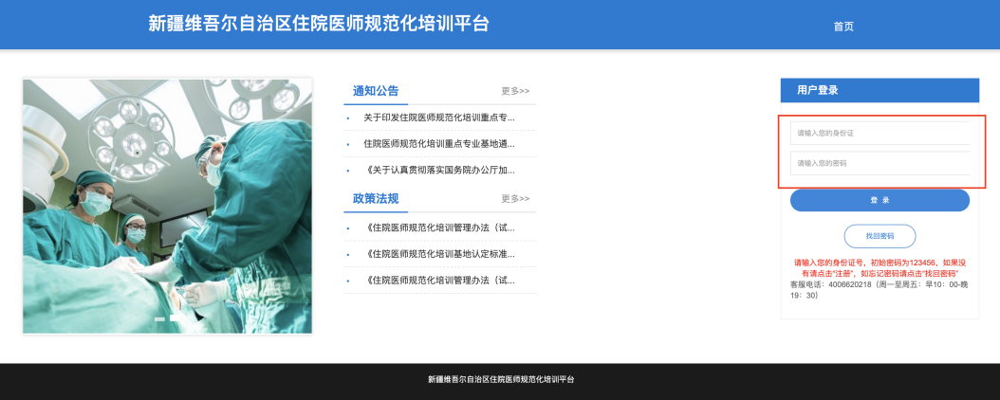 新疆维吾尔自治区住院医师规范化培训平台
首页
通知公告
更多>>
关于印发住院医师规范化培训重点专...
住院医师规范化培训重点专业基地遴...
《关于认真贯彻落实国务院办公厅加...
政策法规
更多>>
《住院医师规范化培训管理办法（试...
《住院医师规范化培训基地认定标准...
《住院医师规范化培训管理办法（试...
用户登录
请输入您的身份证
请输入您的密码
登 录
找回密码
请输入您的身份证号，初始密码为123456，如果没
有请点击“注册”，如忘记密码请点击“找回密码”
客服电话：4006620218（周一至周五：早10：00-晚
19：30）
新疆维吾尔自治区住院医师规范化培训平台